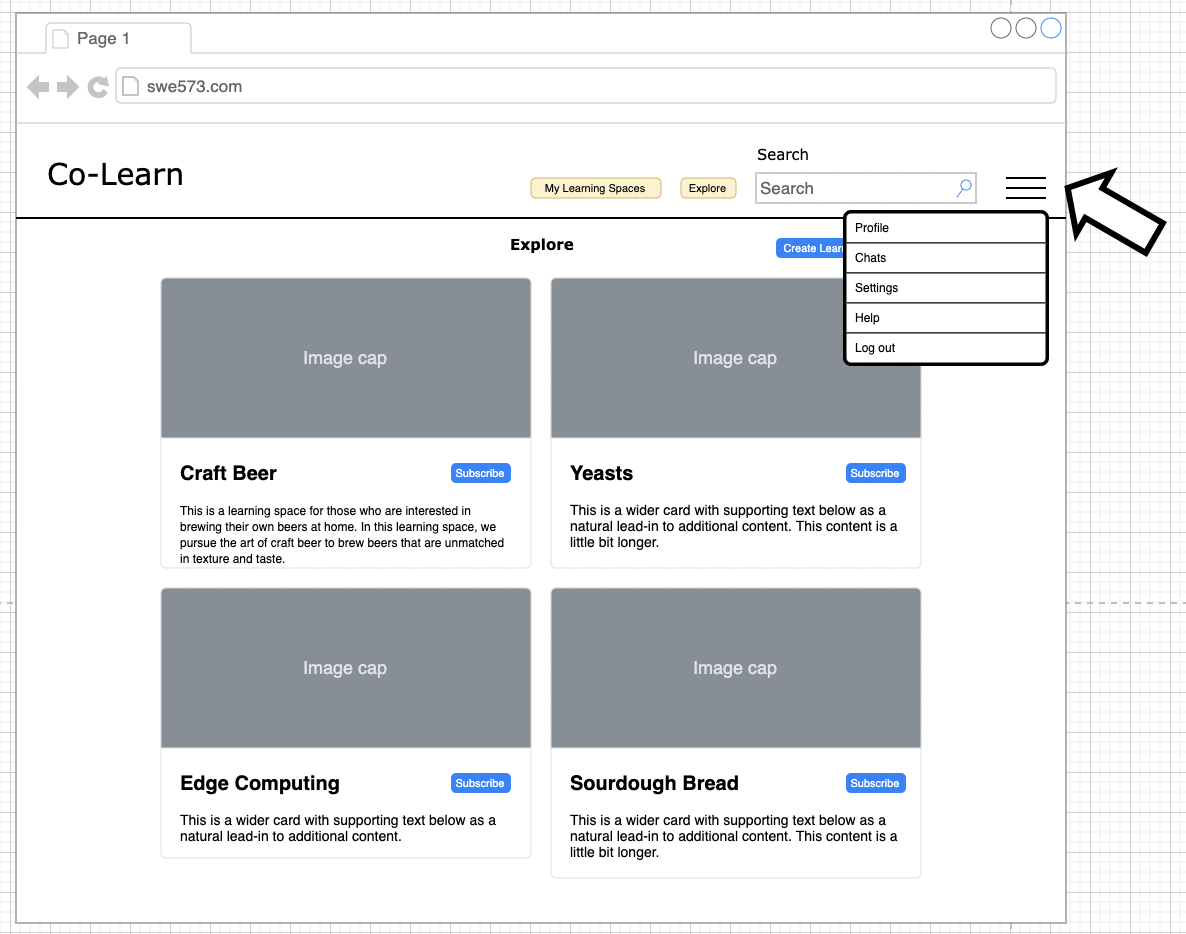 Page 1
swe573.com
Co-Learn
My Learning Spaces
Explore
Search
Search
Profile
Chats
Settings
Help
Log out
Explore
Create Lear
Image cap
Image cap
Craft Beer
Subscribe
This is a learning space for those who are interested in
brewing their own beers at home. In this learning space, we
pursue the art of craft beer to brew beers that are unmatched
in texture and taste.
Yeasts
Subscribe
This is a wider card with supporting text below as a
natural lead-in to additional content. This content is a
little bit longer.
Image cap
Image cap
Edge Computing
Subscribe
This is a wider card with supporting text below as a
natural lead-in to additional content.
Sourdough Bread
Subscribe
This is a wider card with supporting text below as a
natural lead-in to additional content. This content is a
little bit longer.